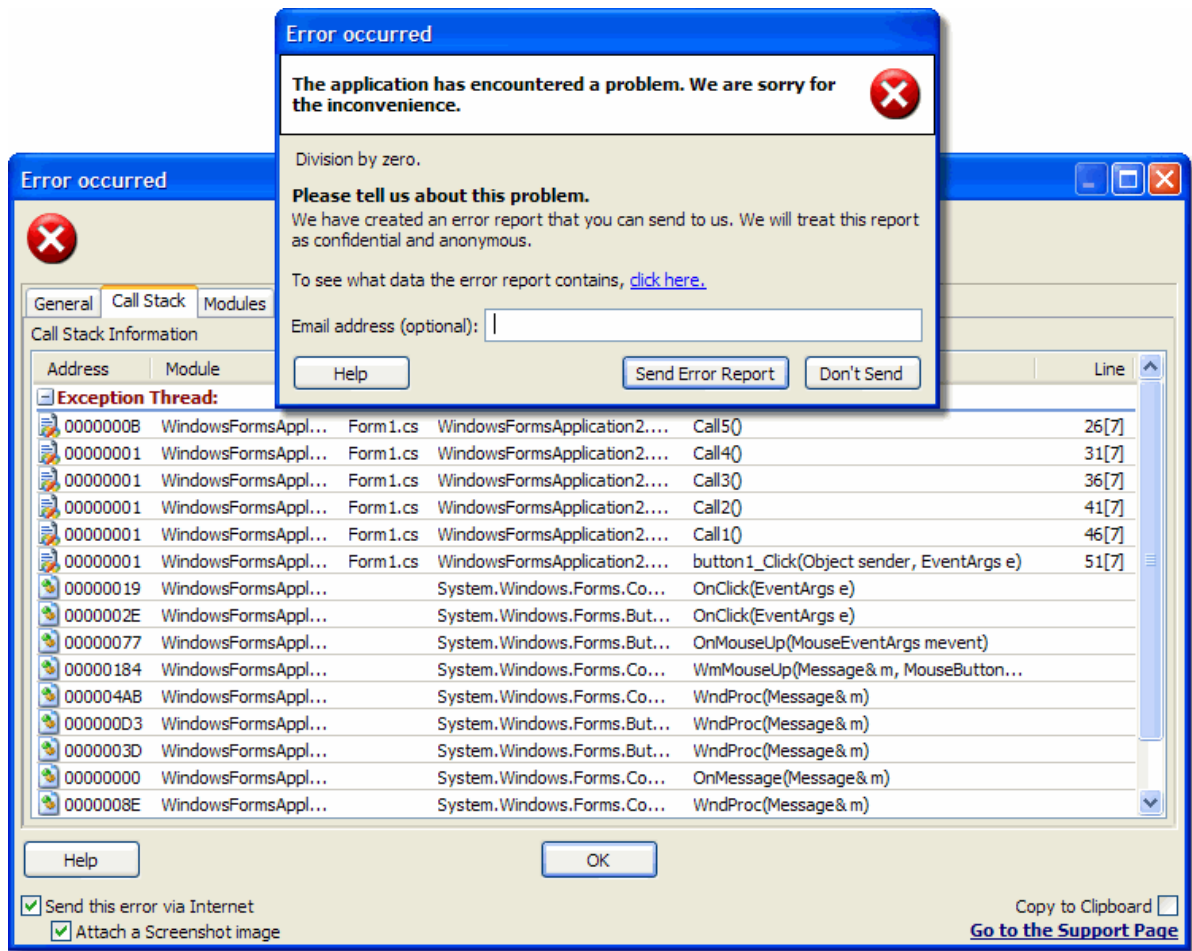 Error occurred
The application has encountered a problem. We are sorry for
the inconvenience.
Division by zero.
Please tell us about this problem.
We have created an error report that you can send to us. We will treat this report
as confidential and anonymous.
To see what data the error report contains, click here.
Email address (optional):
Help Send Error Report Don't Send
Error occurred
General Call Stack Modules
Call Stack Information
Address Module Line
Exception Thread:
0000000B WindowsFormsAppl... Form1.cs WindowsFormsApplication2.... Call5() 26[7]
00000001 WindowsFormsAppl... Form1.cs WindowsFormsApplication2.... Call4() 31[7]
00000001 WindowsFormsAppl... Form1.cs WindowsFormsApplication2.... Call3() 36[7]
00000001 WindowsFormsAppl... Form1.cs WindowsFormsApplication2.... Call2() 41[7]
00000001 WindowsFormsAppl... Form1.cs WindowsFormsApplication2.... Call1() 46[7]
00000001 WindowsFormsAppl... Form1.cs WindowsFormsApplication2.... button1_Click(Object sender, EventArgs e) 51[7]
00000019 WindowsFormsAppl... System.Windows.Forms.Co... OnClick(EventArgs e)
0000002E WindowsFormsAppl... System.Windows.Forms.But... OnClick(EventArgs e)
00000077 WindowsFormsAppl... System.Windows.Forms.But... OnMouseUp(MouseEventArgs mevent)
00000184 WindowsFormsAppl... System.Windows.Forms.Co... WmMouseUp(Message& m, MouseButton...
000004AB WindowsFormsAppl... System.Windows.Forms.Co... WndProc(Message& m)
000000D3 WindowsFormsAppl... System.Windows.Forms.But... WndProc(Message& m)
0000003D WindowsFormsAppl... System.Windows.Forms.But... WndProc(Message& m)
00000000 WindowsFormsAppl... System.Windows.Forms.Co... OnMessage(Message& m)
0000008E WindowsFormsAppl... System.Windows.Forms.Co... WndProc(Message& m)
Help OK
Send this error via Internet Copy to Clipboard
Attach a Screenshot image Go to the Support Page